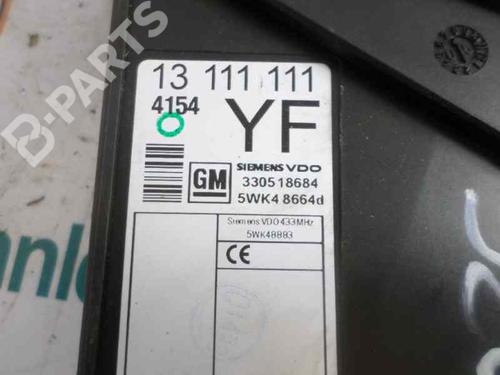 13 111 111
4154
YF
GM
SIEMENS VDO
330518684
5WK4 8664d
Siemens VDO 433MHz
5WK48883
CE
B-PARTS